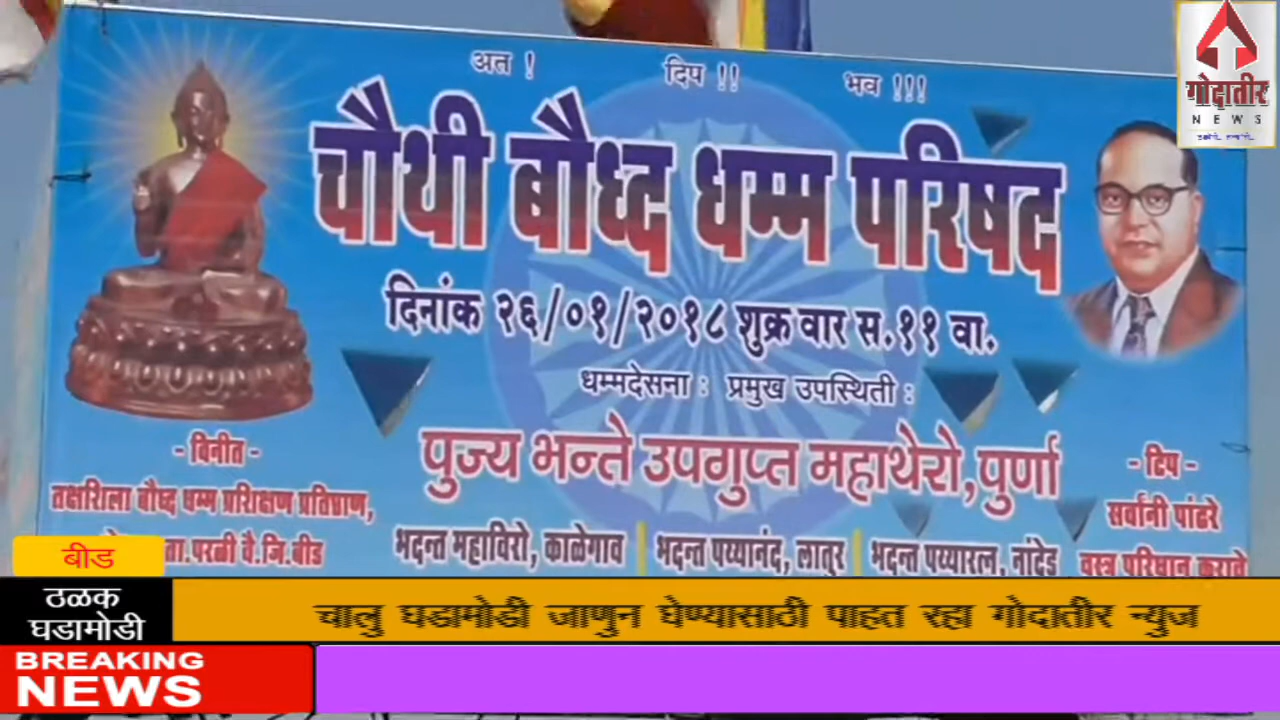 अत ! दिप !! भव !!!
गोदातीर
NEWS
चौथी बौध्द धम्म परिषद
दिनांक २६/०१/२०१८ शुक्र वार स.११ वा.
धम्मदेसना : प्रमुख उपस्थिती :
पुज्य भन्ते उपगुप्त महाथेरो,पुर्णा
- विनीत -
तक्षशिला बौध्द धम्म प्रशिक्षण प्रतिष्ठाण,
ता.परळी वै.जि.बीड
भदन्त महाविरो, काळेगाव
भदन्त पय्यानंद, लातुर
भदन्त पय्यारत्न, नांदेड
- टिप -
सर्वांनी पांढरे
वस्त्र परिधान करावे
बीड
ठळक
घडामोडी
चालु घडामोडी जाणुन घेण्यासाठी पाहत रहा गोदातीर न्युज
BREAKING
NEWS